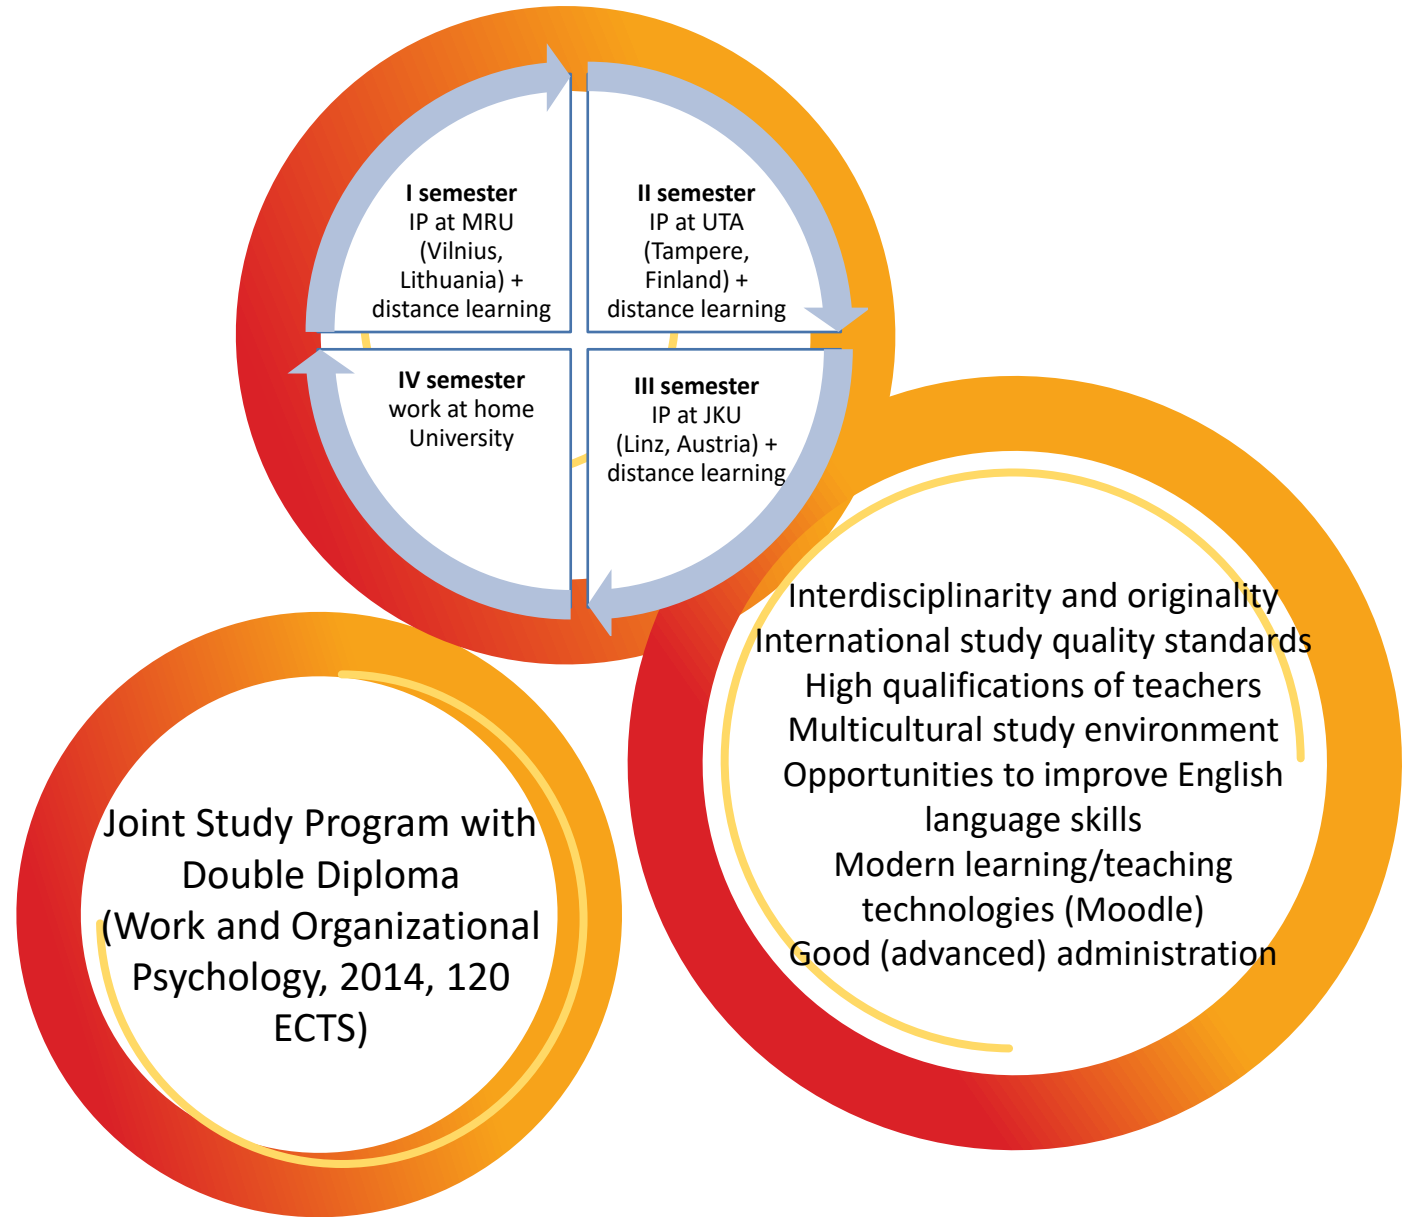 I semester
IP at MRU
(Vilnius,
Lithuania) +
distance learning
II semester
IP at UTA
(Tampere,
Finland) +
distance learning
IV semester
work at home
University
III semester
IP at JKU
(Linz, Austria) +
distance learning
Interdisciplinarity and originality
International study quality standards
High qualifications of teachers
Multicultural study environment
Opportunities to improve English
language skills
Modern learning/teaching
technologies (Moodle)
Good (advanced) administration
Joint Study Program with
Double Diploma
(Work and Organizational
Psychology, 2014, 120
ECTS)